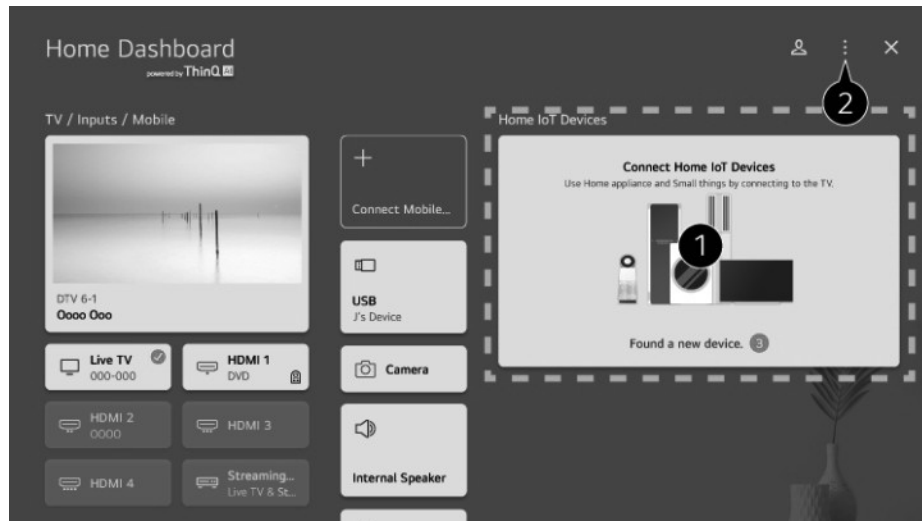 Home Dashboard
powered by ThinQ AI
2
TV / Inputs / Mobile
Home IoT Devices
DTV 6-1
Oooo Ooo
Live TV
000-000
HDMI 1
DVD
HDMI 2
0000
HDMI 3
HDMI 4
Streaming...
Live TV & St...
Connect Mobile...
USB
J's Device
Camera
Internal Speaker
Connect Home IoT Devices
Use Home appliance and Small things by connecting to the TV.
1
Found a new device. 3